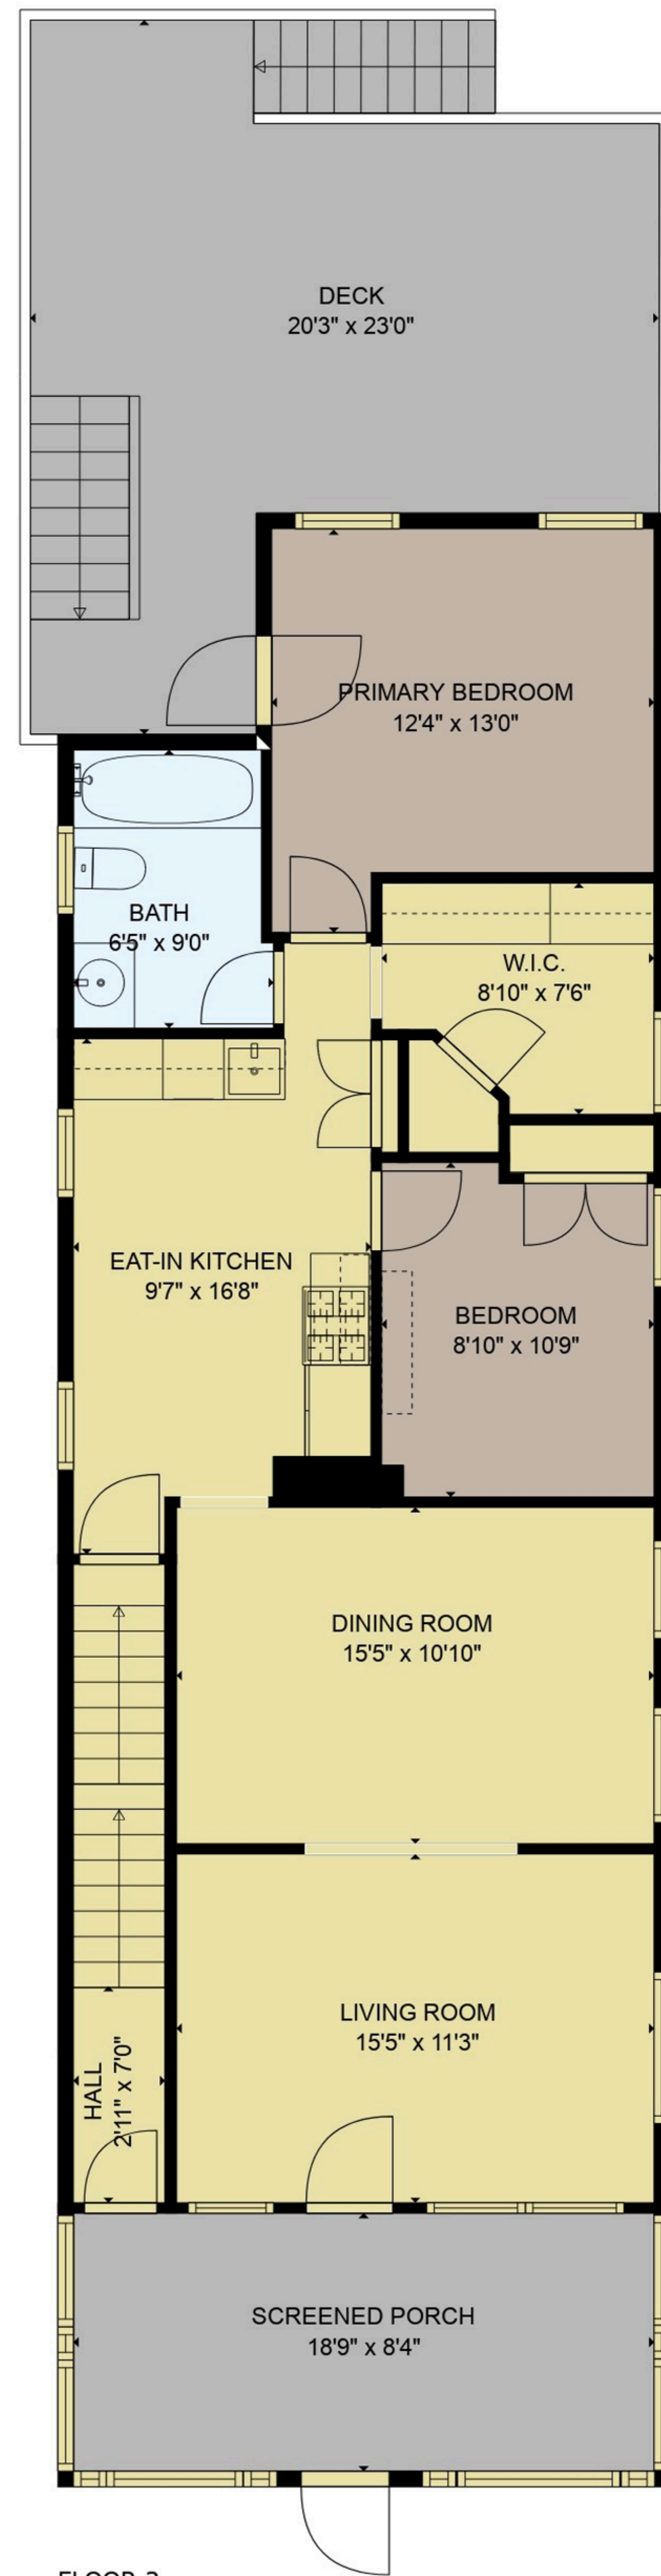 DECK
20'3" x 23'0"
PRIMARY BEDROOM
12'4" x 13'0"
BATH
6'5" x 9'0"
W.I.C.
8'10" x 7'6"
EAT-IN KITCHEN
9'7" x 16'8"
BEDROOM
8'10" x 10'9"
DINING ROOM
15'5" x 10'10"
LIVING ROOM
15'5" x 11'3"
HALL
2'11" x 7'0"
SCREENED PORCH
18'9" x 8'4"